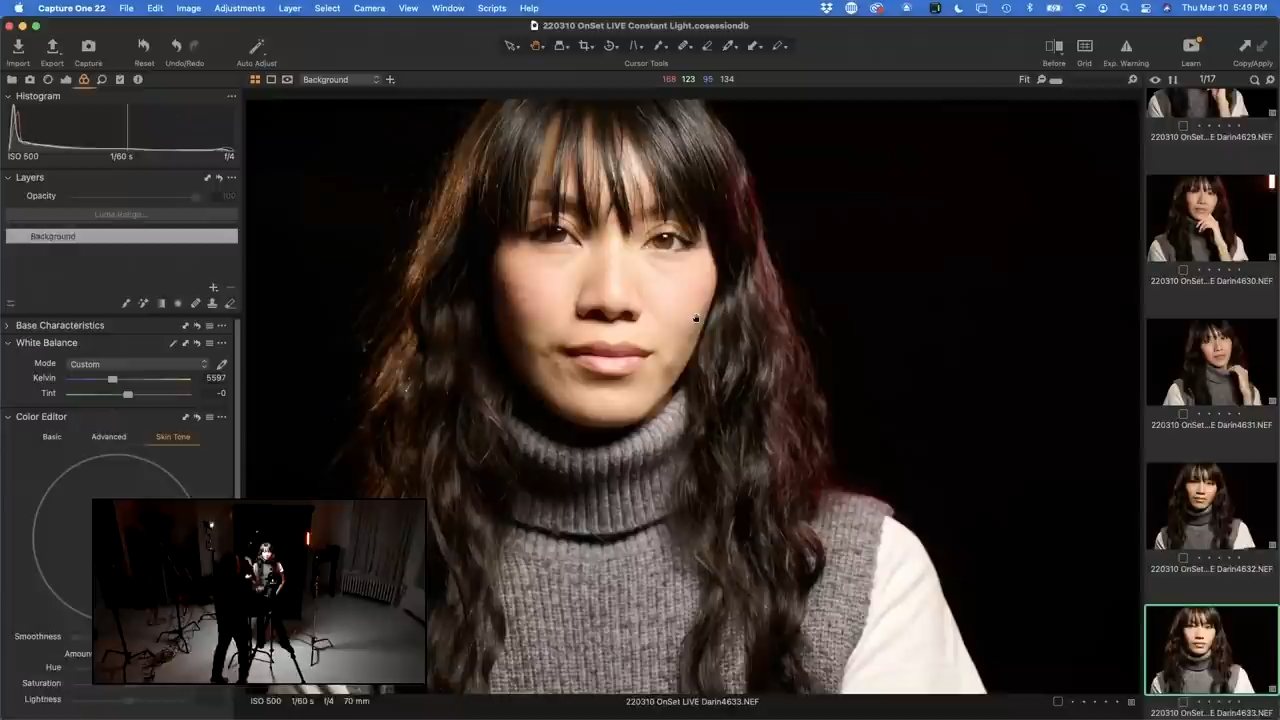 Capture One 22 File Edit Image Adjustments Layer Select Camera View Window Scripts Help Thu Mar 10 5:49 PM
220310 OnSet LIVE Constant Light.cosessiondb
Import Export Capture Reset Undo/Redo Auto Adjust Cursor Tools Before Grid Exp. Warning Learn Copy/Apply
Background 168 123 95 134 Fit 1/17
Histogram
ISO 500 1/60 s f/4
Layers
Opacity 100
Luma Range...
Background
Base Characteristics
White Balance
Mode Custom
Kelvin 5597
Tint -0
Color Editor
Basic Advanced Skin Tone
Smoothness
Amoun
Hue
Saturation
Lightness
ISO 500 1/60 s f/4 70 mm 220310 OnSet LIVE Darin4633.NEF
220310 OnSet...E Darin4629.NEF
220310 OnSet...E Darin4630.NEF
220310 OnSet...E Darin4631.NEF
220310 OnSet...E Darin4632.NEF
220310 OnSet...E Darin4633.NEF